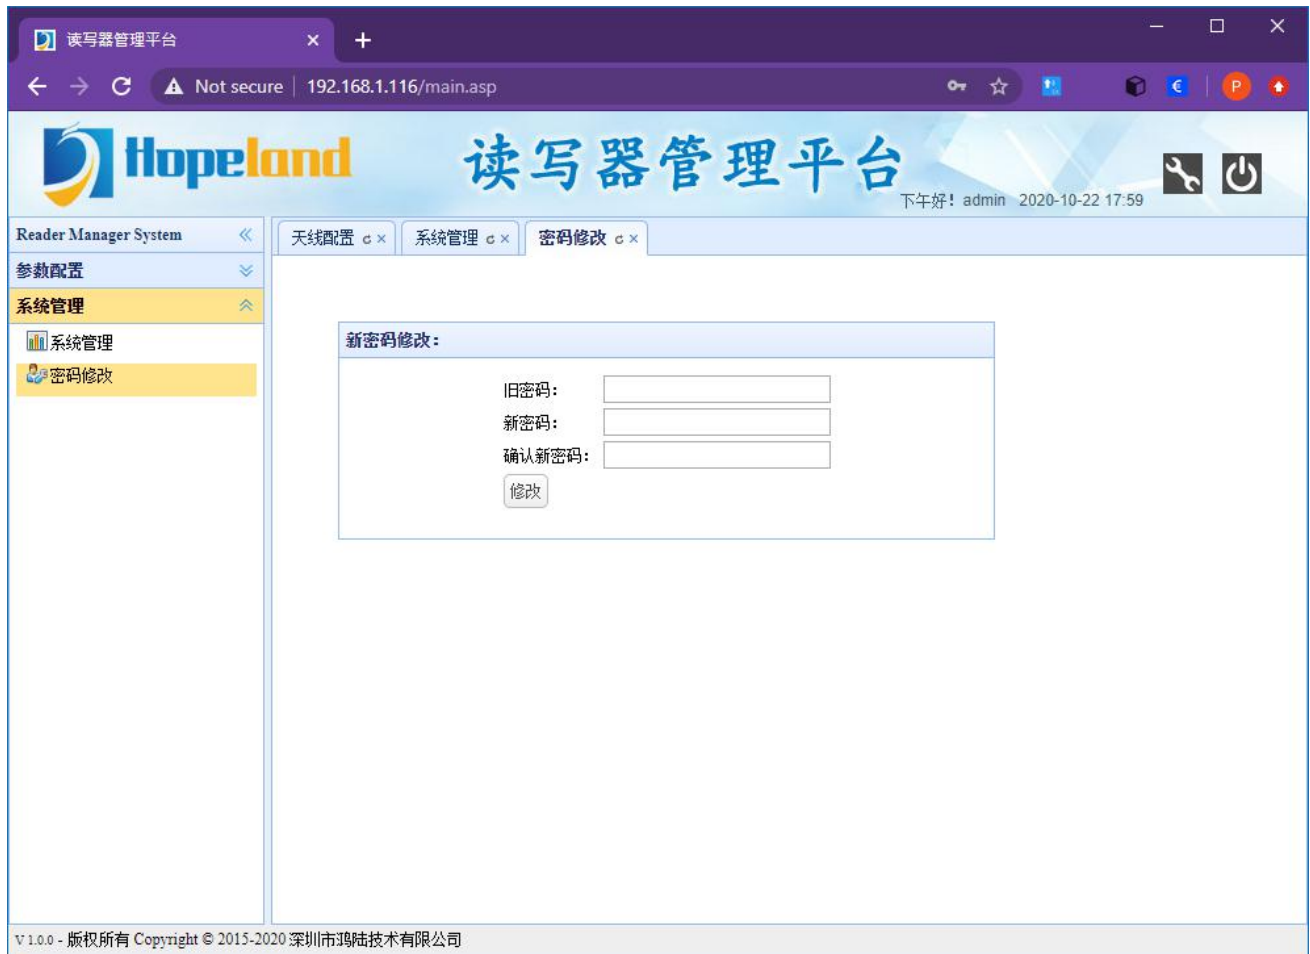 读写器管理平台
Not secure 192.168.1.116/main.asp
€ P
Hopeland 读写器管理平台
下午好! admin 2020-10-22 17:59
Reader Manager System
天线配置 系统管理 密码修改
参数配置
系统管理
系统管理
密码修改
新密码修改:
旧密码:
新密码:
确认新密码:
修改
V 1.0.0 - 版权所有 Copyright © 2015-2020 深圳市鸿陆技术有限公司